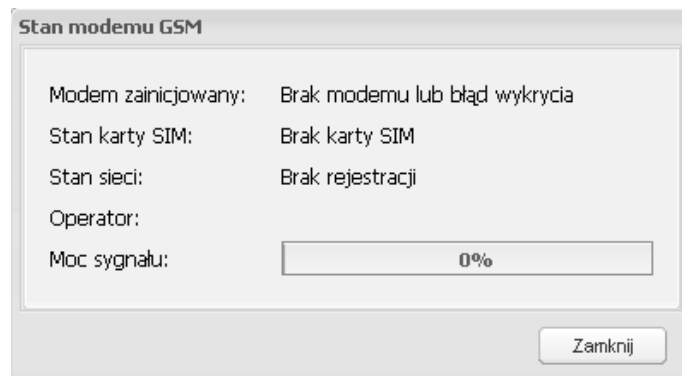 Stan modemu GSM
Modem zainicjowany: Brak modemu lub błąd wykrycia
Stan karty SIM: Brak karty SIM
Stan sieci: Brak rejestracji
Operator:
Moc sygnału: 0%
Zamknij